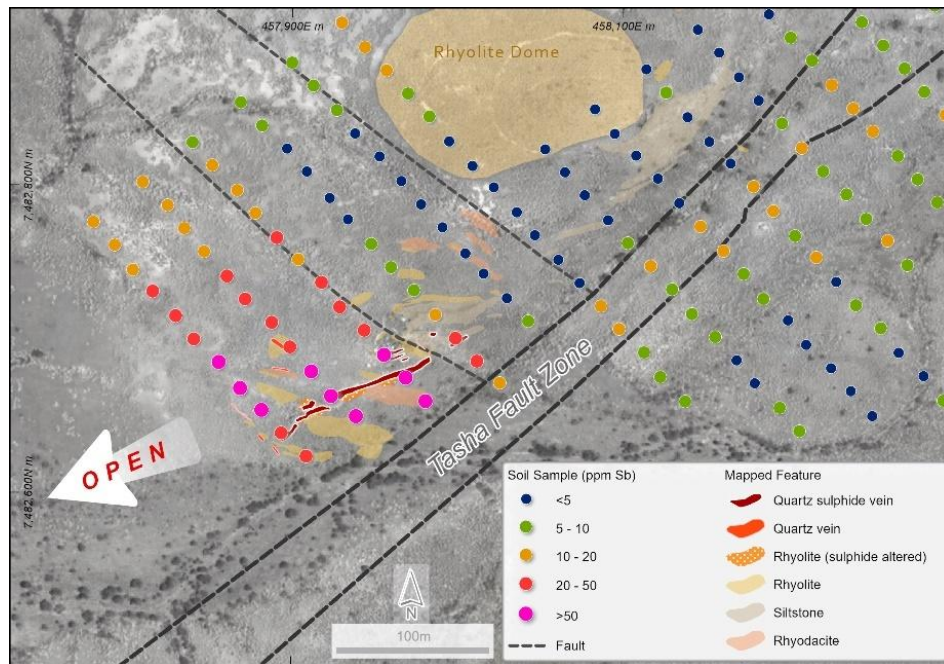 457,900E m
458,100E m
Rhyolite Dome
7,482,800N m
7,482,600N m
OPEN
Tasha Fault Zone
N
100m
Soil Sample (ppm Sb)
<5
5 - 10
10 - 20
20 - 50
>50
Fault
Mapped Feature
Quartz sulphide vein
Quartz vein
Rhyolite (sulphide altered)
Rhyolite
Siltstone
Rhyodacite